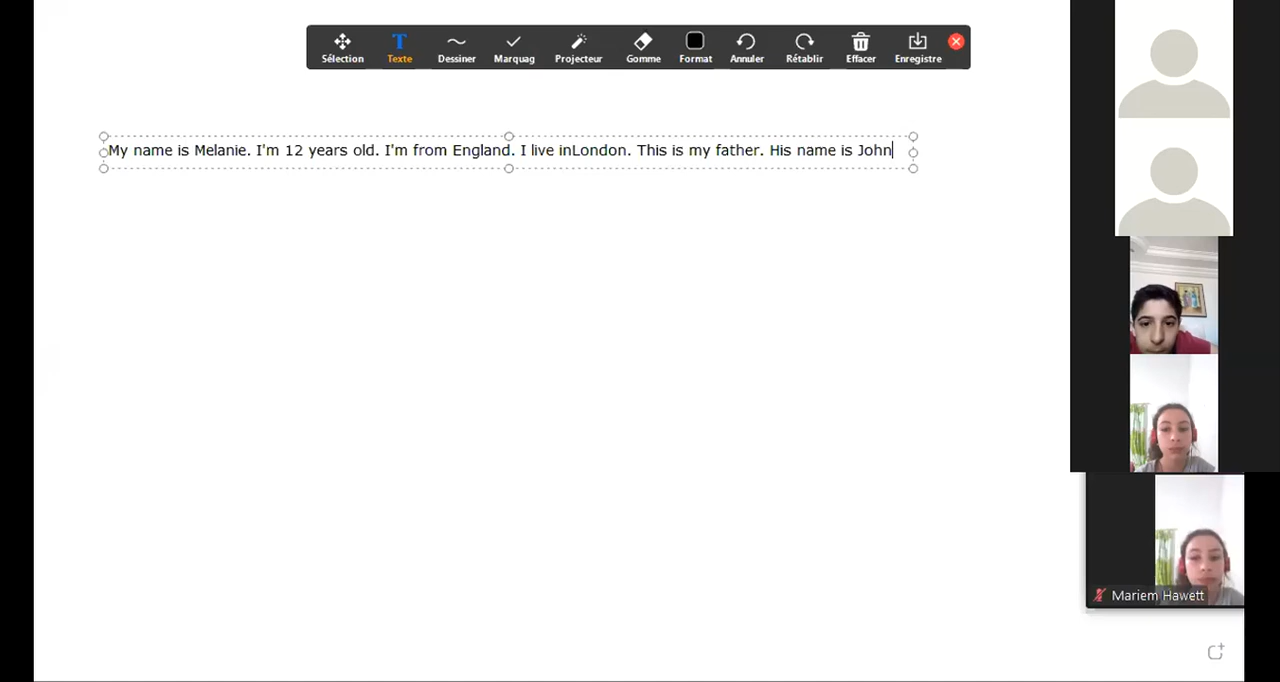 Sélection Texte Dessiner Marquag Projecteur Gomme Format Annuler Rétablir Effacer Enregistre
My name is Melanie. I'm 12 years old. I'm from England. I live inLondon. This is my father. His name is John
Mariem Hawett